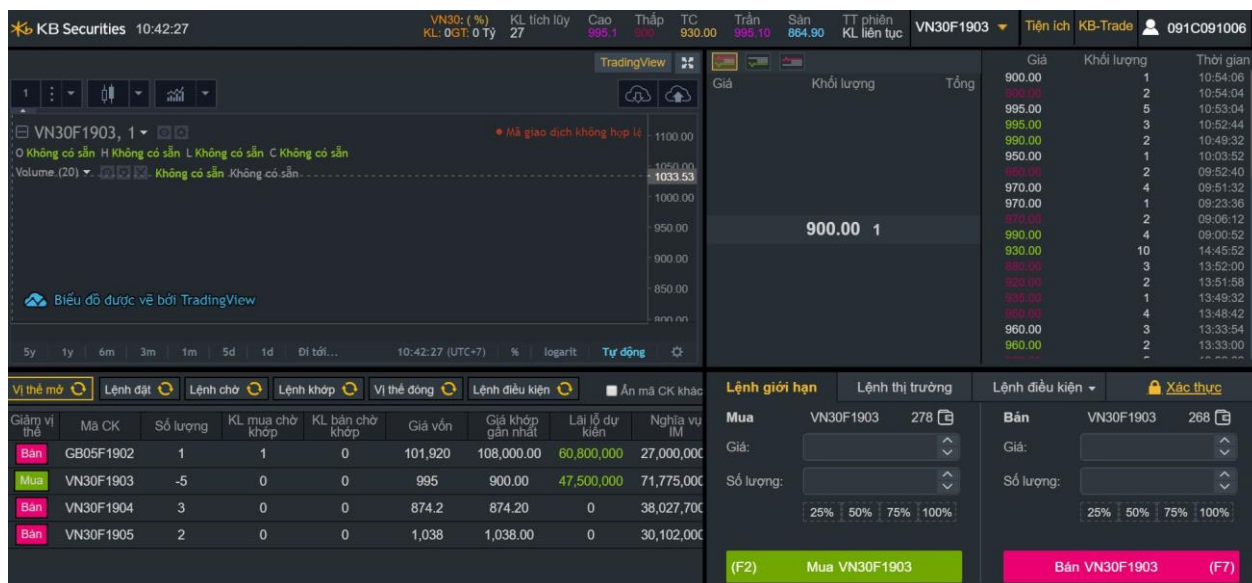 KB Securities 10:42:27
VN30: ( %) KL tích lũy Cao Thấp TC Trần Sàn TT phiên
KL: 0GT: 0 Tỷ 27 995.1 930.00 995.10 864.90 KL liên tục
VN30F1903 Tiện ích KB-Trade 091C091006
TradingView
1
VN30F1903, 1
Mã giao dịch không hợp lệ
O Không có sẵn H Không có sẵn L Không có sẵn C Không có sẵn
Volume (20) Không có sẵn Không có sẵn
1100.00
1050.00
1033.53
1000.00
950.00
900.00
850.00
800.00
Biểu đồ được vẽ bởi TradingView
5y 1y 6m 3m 1m 5d 1d Đi tới... 10:42:27 (UTC+7) % logarit Tự động
Giá Khối lượng Tổng
900.00 1
Giá Khối lượng Thời gian
900.00 1 10:54:06
900.00 2 10:54:04
995.00 5 10:53:04
995.00 3 10:52:44
990.00 2 10:49:32
950.00 1 10:03:52
950.00 2 09:52:40
970.00 4 09:51:32
970.00 1 09:23:36
970.00 2 09:06:12
990.00 4 09:00:52
930.00 10 14:45:52
880.00 3 13:52:00
920.00 2 13:51:58
935.00 1 13:49:32
950.00 4 13:48:42
960.00 3 13:33:54
960.00 2 13:33:00
Vị thế mở Lệnh đặt Lệnh chờ Lệnh khớp Vị thế đóng Lệnh điều kiện Ẩn mã CK khác
Giảm vị thế Mã CK Số lượng KL mua chờ khớp KL bán chờ khớp Giá vốn Giá khớp gần nhất Lãi lỗ dự kiến Nghĩa vụ IM
Bán GB05F1902 1 1 0 101,920 108,000.00 60,800,000 27,000,000
Mua VN30F1903 -5 0 0 995 900.00 47,500,000 71,775,000
Bán VN30F1904 3 0 0 874.2 874.20 0 38,027,700
Bán VN30F1905 2 0 0 1,038 1,038.00 0 30,102,000
Lệnh giới hạn Lệnh thị trường Lệnh điều kiện Xác thực
Mua VN30F1903 278
Giá:
Số lượng:
25% 50% 75% 100%
(F2) Mua VN30F1903
Bán VN30F1903 268
Giá:
Số lượng:
25% 50% 75% 100%
Bán VN30F1903 (F7)